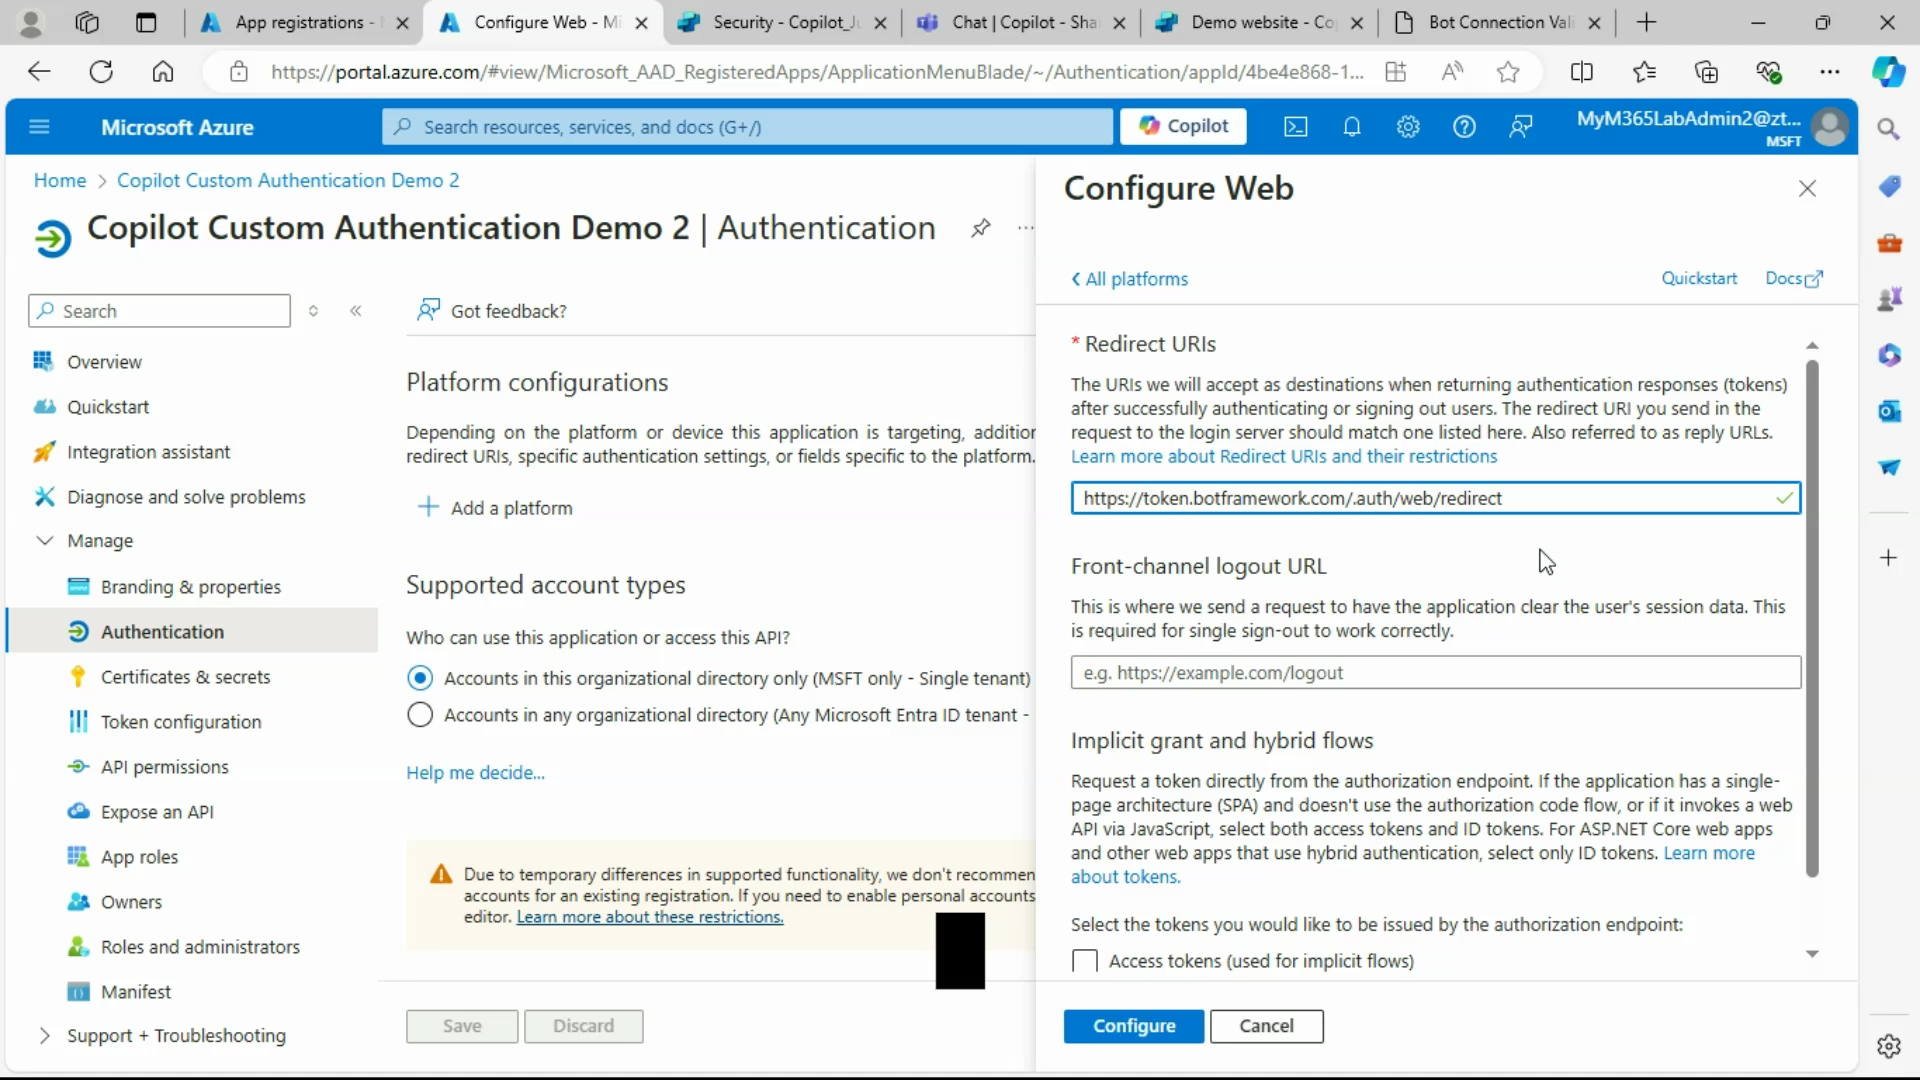 App registrations -
Configure Web - Mi
Security - Copilot_Ju
Chat | Copilot - Sha
Demo website - Co
Bot Connection Vali
https://portal.azure.com/#view/Microsoft_AAD_RegisteredApps/ApplicationMenuBlade/~/Authentication/appId/4be4e868-1...
Microsoft Azure
Search resources, services, and docs (G+/)
Copilot
MyM365LabAdmin2@zt...
MSFT
Home > Copilot Custom Authentication Demo 2
Copilot Custom Authentication Demo 2 | Authentication
Search
Overview
Quickstart
Integration assistant
Diagnose and solve problems
Manage
Branding & properties
Authentication
Certificates & secrets
Token configuration
API permissions
Expose an API
App roles
Owners
Roles and administrators
Manifest
Support + Troubleshooting
Got feedback?
Platform configurations
Depending on the platform or device this application is targeting, addition
redirect URIs, specific authentication settings, or fields specific to the platform.
Add a platform
Supported account types
Who can use this application or access this API?
Accounts in this organizational directory only (MSFT only - Single tenant)
Accounts in any organizational directory (Any Microsoft Entra ID tenant -
Help me decide...
Due to temporary differences in supported functionality, we don't recommen
accounts for an existing registration. If you need to enable personal accounts
editor. Learn more about these restrictions.
Save
Discard
Configure Web
All platforms
Quickstart
Docs
* Redirect URIs
The URIs we will accept as destinations when returning authentication responses (tokens)
after successfully authenticating or signing out users. The redirect URI you send in the
request to the login server should match one listed here. Also referred to as reply URLs.
Learn more about Redirect URIs and their restrictions
https://token.botframework.com/.auth/web/redirect
Front-channel logout URL
This is where we send a request to have the application clear the user's session data. This
is required for single sign-out to work correctly.
e.g. https://example.com/logout
Implicit grant and hybrid flows
Request a token directly from the authorization endpoint. If the application has a single-
page architecture (SPA) and doesn't use the authorization code flow, or if it invokes a web
API via JavaScript, select both access tokens and ID tokens. For ASP.NET Core web apps
and other web apps that use hybrid authentication, select only ID tokens. Learn more
about tokens.
Select the tokens you would like to be issued by the authorization endpoint:
Access tokens (used for implicit flows)
Configure
Cancel